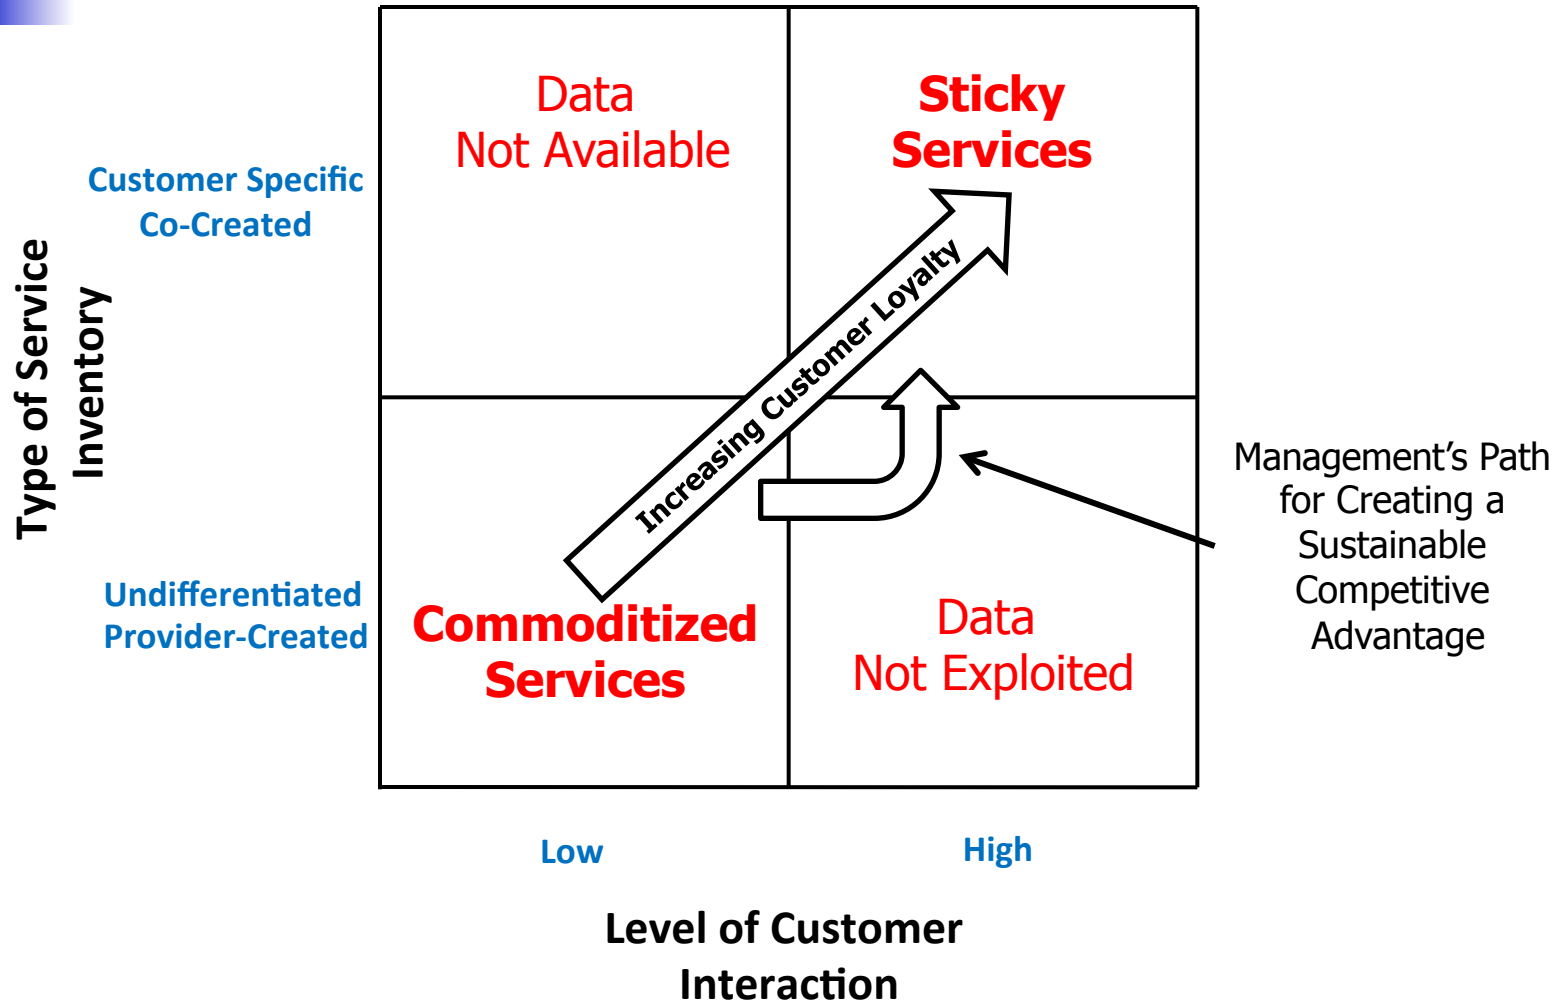 Data
Not Available
Sticky
Services
Customer Specific
Co-Created
Type of Service
Inventory
Increasing Customer Loyalty
Management’s Path
for Creating a
Sustainable
Competitive
Advantage
Undifferentiated
Provider-Created
Commoditized
Services
Data
Not Exploited
Low
High
Level of Customer
Interaction